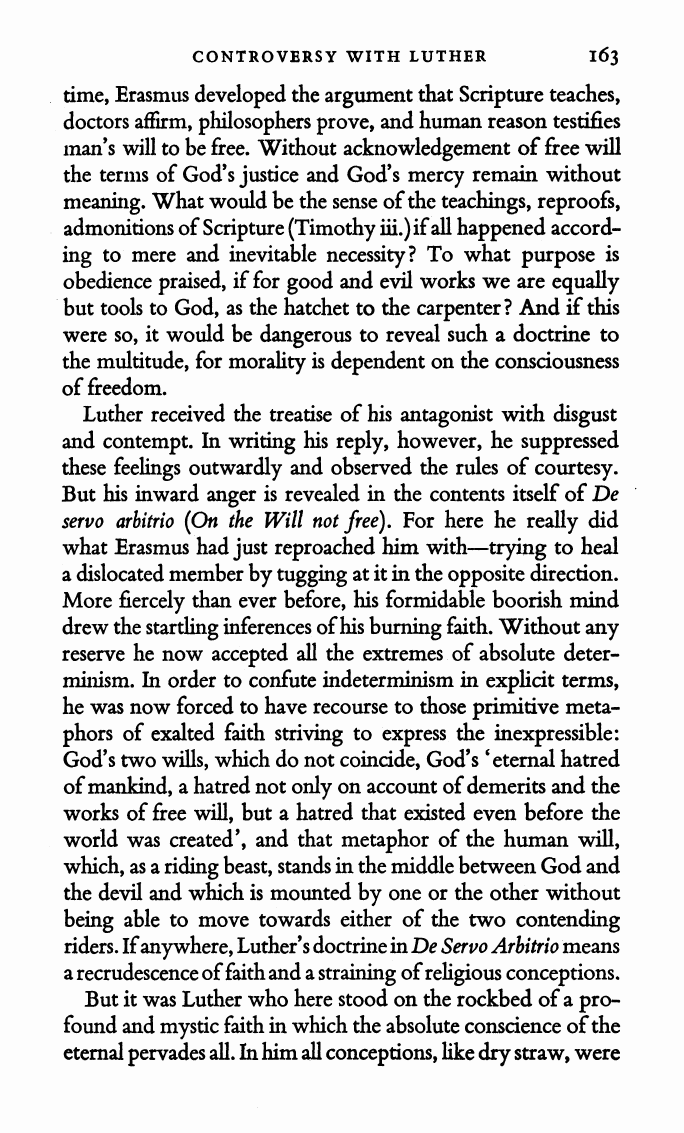 CONTROVERSY WITH LUTHER 163
time, Erasmus developed the argument that Scripture teaches,
doctors affirm, philosophers prove, and human reason testifies
man's will to be free. Without acknowledgement of free will
the terms of God's justice and God's mercy remain without
meaning. What would be the sense of the teachings, reproofs,
admonitions of Scripture (Timothy iii.) if all happened accord-
ing to mere and inevitable necessity? To what purpose is
obedience praised, if for good and evil works we are equally
but tools to God, as the hatchet to the carpenter? And if this
were so, it would be dangerous to reveal such a doctrine to
the multitude, for morality is dependent on the consciousness
of freedom.
Luther received the treatise of his antagonist with disgust
and contempt. In writing his reply, however, he suppressed
these feelings outwardly and observed the rules of courtesy.
But his inward anger is revealed in the contents itself of De
servo arbitrio (On the Will not free). For here he really did
what Erasmus had just reproached him with—trying to heal
a dislocated member by tugging at it in the opposite direction.
More fiercely than ever before, his formidable boorish mind
drew the startling inferences of his burning faith. Without any
reserve he now accepted all the extremes of absolute deter-
minism. In order to confute indeterminism in explicit terms,
he was now forced to have recourse to those primitive meta-
phors of exalted faith striving to express the inexpressible:
God's two wills, which do not coincide, God's 'eternal hatred
of mankind, a hatred not only on account of demerits and the
works of free will, but a hatred that existed even before the
world was created', and that metaphor of the human will,
which, as a riding beast, stands in the middle between God and
the devil and which is mounted by one or the other without
being able to move towards either of the two contending
riders. If anywhere, Luther's doctrine in De Servo Arbitrio means
a recrudescence of faith and a straining of religious conceptions.
But it was Luther who here stood on the rockbed of a pro-
found and mystic faith in which the absolute conscience of the
eternal pervades all. In him all conceptions, like dry straw, were